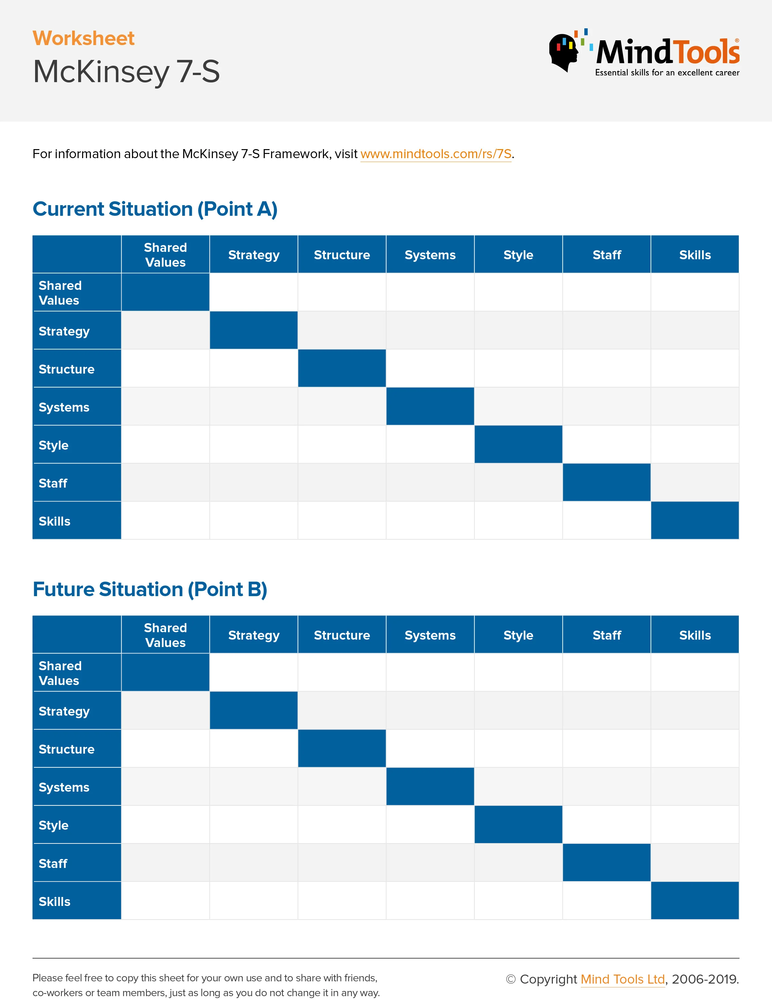 Worksheet
McKinsey 7-S
MindTools®
Essential skills for an excellent career
For information about the McKinsey 7-S Framework, visit www.mindtools.com/rs/7S.
Current Situation (Point A)
Shared Values Strategy Structure Systems Style Staff Skills
Shared
Values
Strategy
Structure
Systems
Style
Staff
Skills
Future Situation (Point B)
Shared Values Strategy Structure Systems Style Staff Skills
Shared
Values
Strategy
Structure
Systems
Style
Staff
Skills
Please feel free to copy this sheet for your own use and to share with friends,
co-workers or team members, just as long as you do not change it in any way.
© Copyright Mind Tools Ltd, 2006-2019.